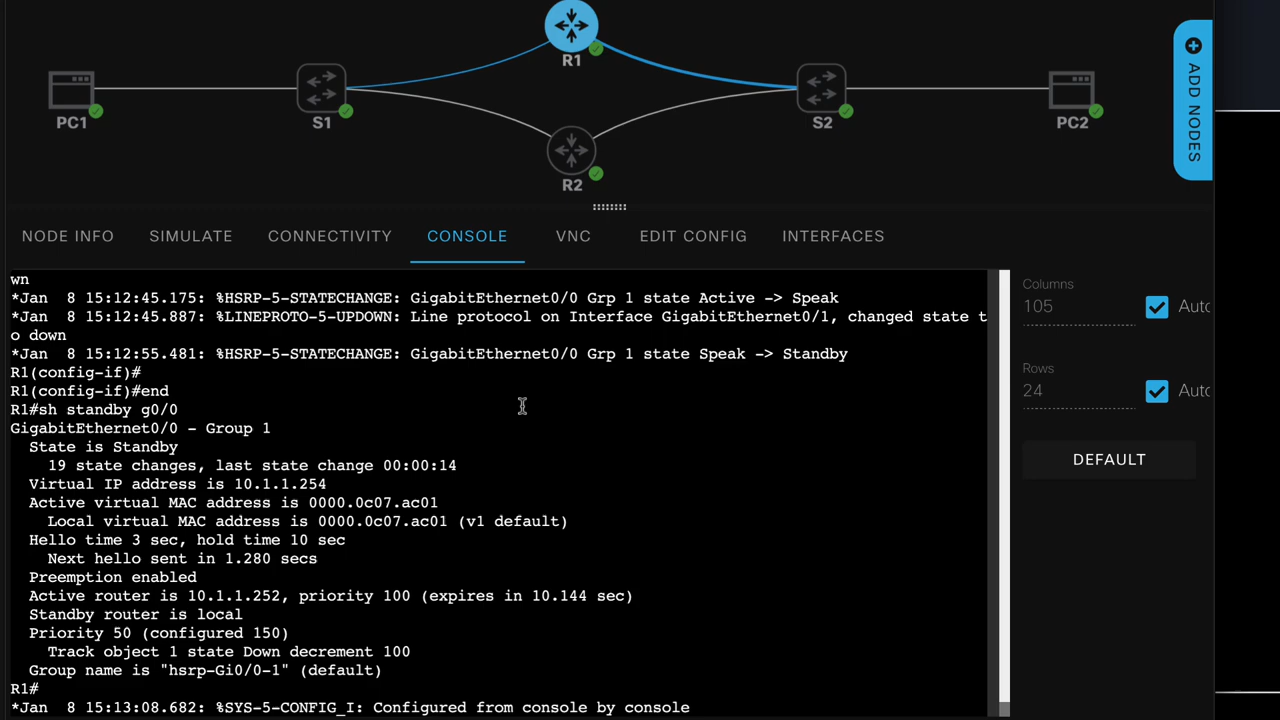 R1
PC1
S1
S2
PC2
R2
ADD NODES
NODE INFO
SIMULATE
CONNECTIVITY
CONSOLE
VNC
EDIT CONFIG
INTERFACES
wn
*Jan  8 15:12:45.175: %HSRP-5-STATECHANGE: GigabitEthernet0/0 Grp 1 state Active -> Speak
*Jan  8 15:12:45.887: %LINEPROTO-5-UPDOWN: Line protocol on Interface GigabitEthernet0/1, changed state t
o down
*Jan  8 15:12:55.481: %HSRP-5-STATECHANGE: GigabitEthernet0/0 Grp 1 state Speak -> Standby
R1(config-if)#
R1(config-if)#end
R1#sh standby g0/0
GigabitEthernet0/0 - Group 1
  State is Standby
    19 state changes, last state change 00:00:14
  Virtual IP address is 10.1.1.254
  Active virtual MAC address is 0000.0c07.ac01
    Local virtual MAC address is 0000.0c07.ac01 (v1 default)
  Hello time 3 sec, hold time 10 sec
    Next hello sent in 1.280 secs
  Preemption enabled
  Active router is 10.1.1.252, priority 100 (expires in 10.144 sec)
  Standby router is local
  Priority 50 (configured 150)
    Track object 1 state Down decrement 100
  Group name is "hsrp-Gi0/0-1" (default)
R1#
*Jan  8 15:13:08.682: %SYS-5-CONFIG_I: Configured from console by console
Columns
105
Auto
Rows
24
Auto
DEFAULT